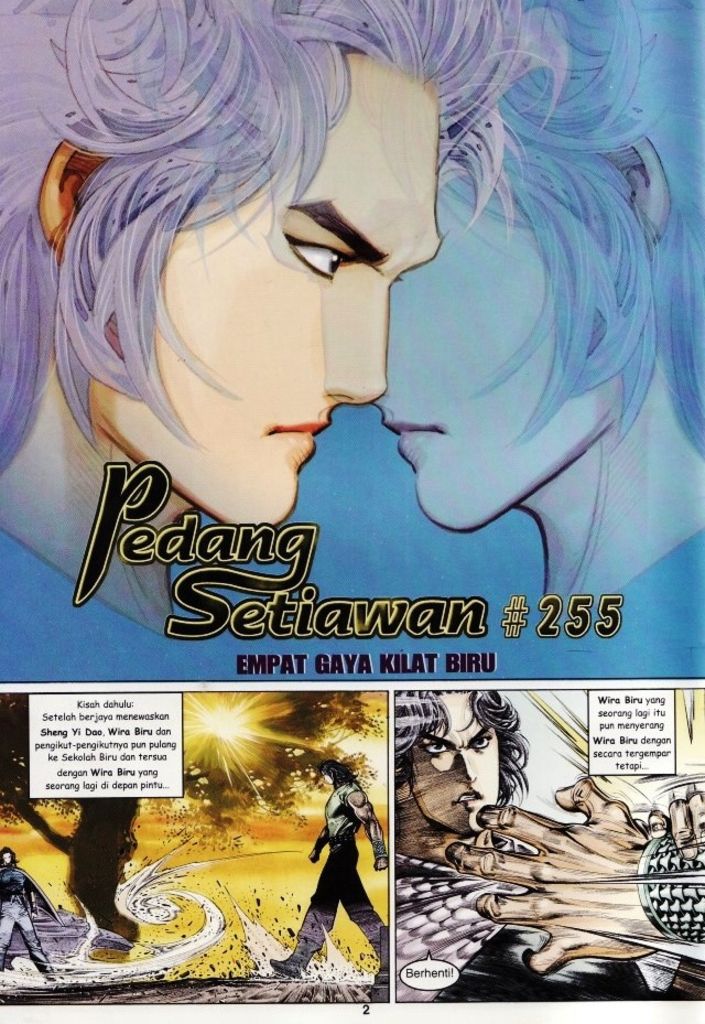 Pedang
Setiawan # 255
EMPAT GAYA KILAT BIRU
Kisah dahulu:
Setelah berjaya menewaskan
Sheng Yi Dao, Wira Biru dan
pengikut-pengikutnya pun pulang
ke Sekolah Biru dan tersua
dengan Wira Biru yang
seorang lagi di depan pintu...
Wira Biru yang
seorang lagi itu
pun menyerang
Wira Biru dengan
secara tergempar
tetapi...
Berhenti!
2